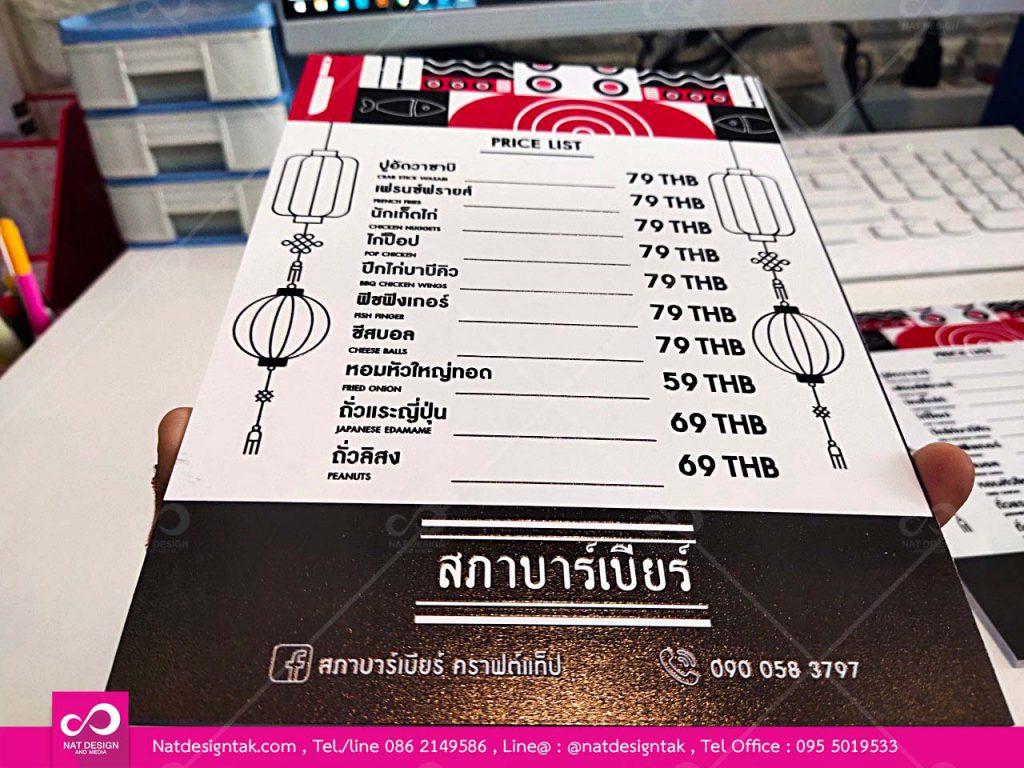 PRICE LIST
ปูอัดวาซาบิ
CRAB STICK WASABI
79 THB
เฟรนช์ฟรายส์
FRENCH FRIES
79 THB
นักเก็ตไก่
CHICKEN NUGGETS
79 THB
ไก่ป๊อป
POP CHICKEN
79 THB
ปีกไก่บาบีคิว
BBQ CHICKEN WINGS
79 THB
ฟิชฟิงเกอร์
FISH FINGER
79 THB
ชีสบอล
CHEESE BALLS
79 THB
หอมหัวใหญ่ทอด
FRIED ONION
59 THB
ถั่วแระญี่ปุ่น
JAPANESE EDAMAME
69 THB
ถั่วลิสง
PEANUTS
69 THB
สภาบาร์เบียร์
สภาบาร์เบียร์ คราฟต์แท็ป
090 058 3797
NAT DESIGN
AND MEDIA
Natdesigntak.com , Tel./line 086 2149586 , Line@ : @natdesigntak , Tel Office : 095 5019533